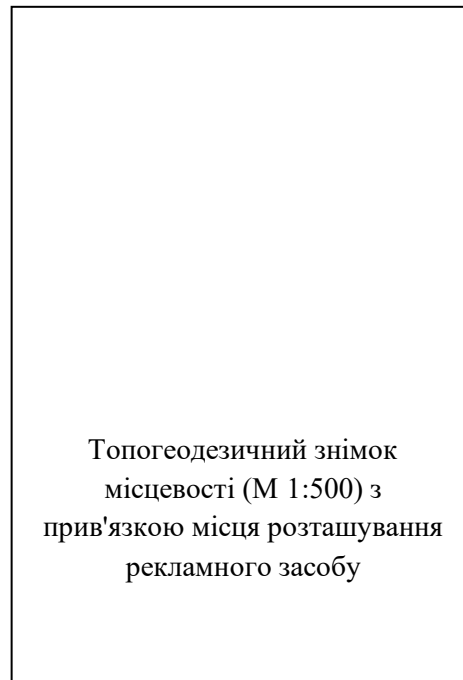 Топогеодезичний знімок
місцевості (М 1:500) з
прив'язкою місця розташування
рекламного засобу